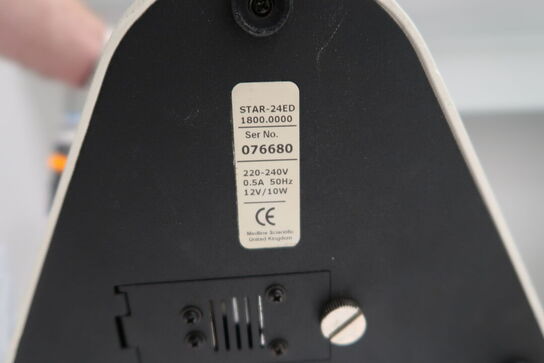 STAR-24ED
1800.0000
Ser No.
076680
220-240V
0.5A 50Hz
12V/10W
CE
Medline Scientific
United Kingdom